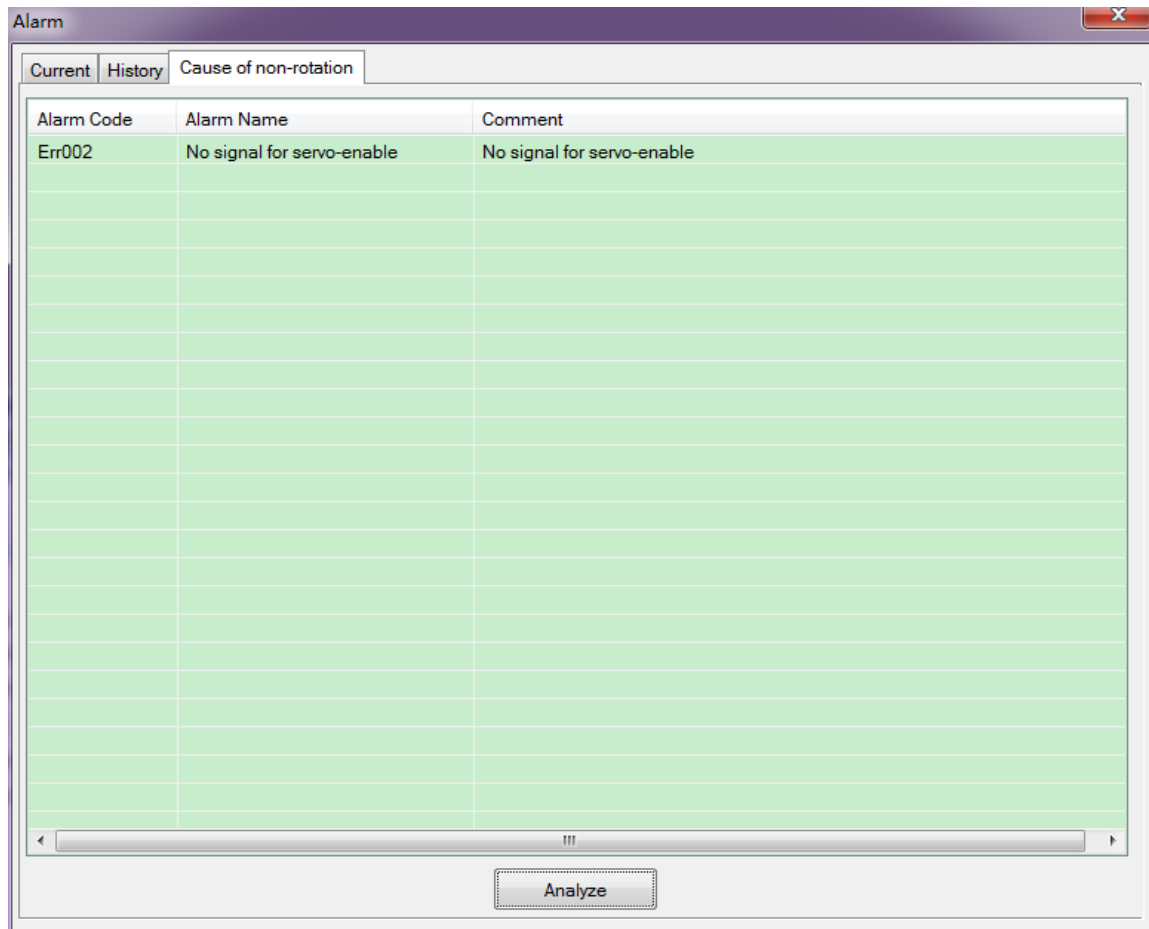 Alarm
Current History Cause of non-rotation
Alarm Code Alarm Name Comment
Err002 No signal for servo-enable No signal for servo-enable
Analyze